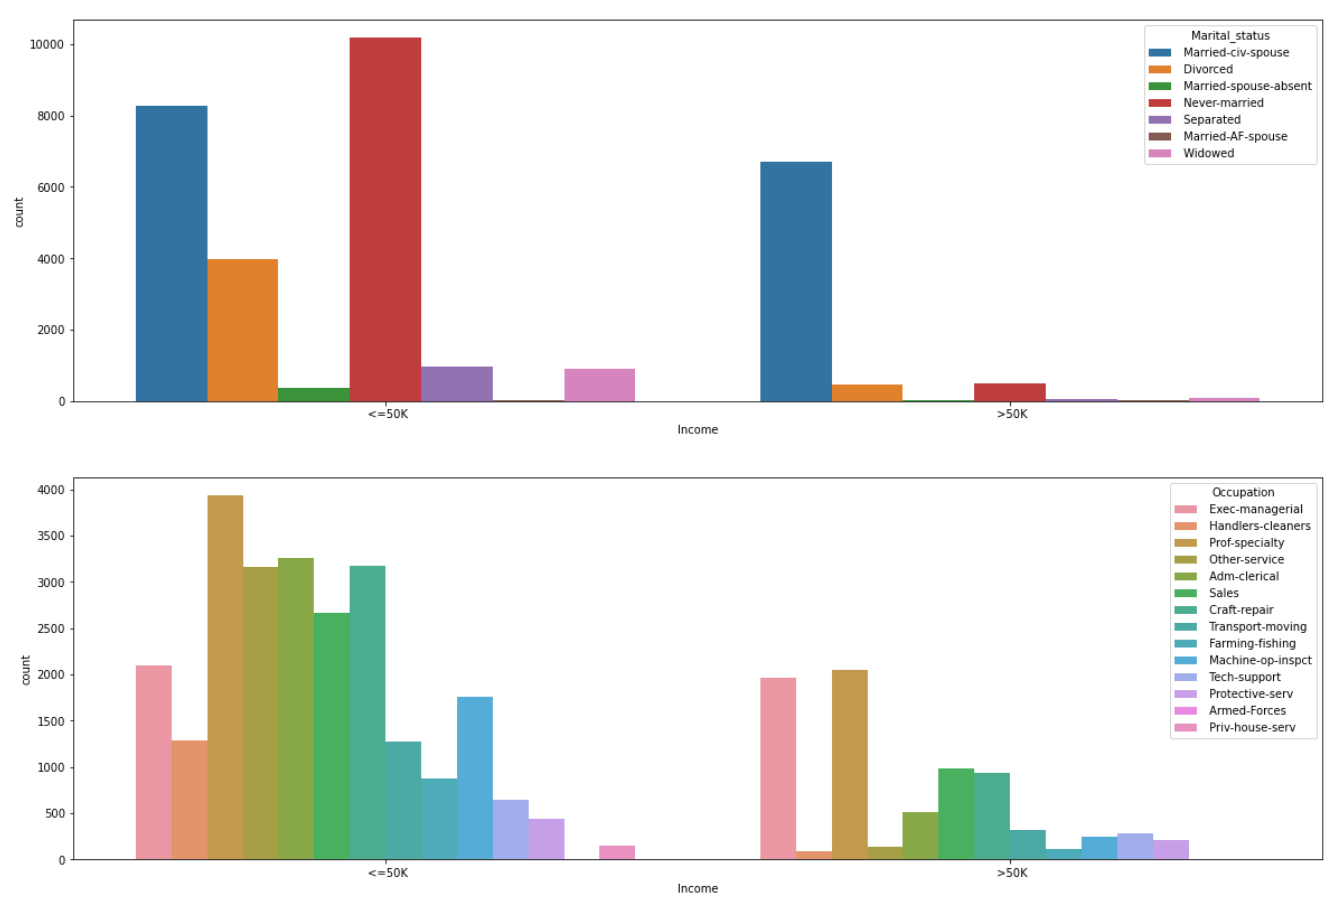 10000
8000
6000
4000
2000
0
count
<=50K
>50K
Income
Marital_status
Married-civ-spouse
Divorced
Married-spouse-absent
Never-married
Separated
Married-AF-spouse
Widowed
4000
3500
3000
2500
2000
1500
1000
500
0
count
<=50K
>50K
Income
Occupation
Exec-managerial
Handlers-cleaners
Prof-specialty
Other-service
Adm-clerical
Sales
Craft-repair
Transport-moving
Farming-fishing
Machine-op-inspct
Tech-support
Protective-serv
Armed-Forces
Priv-house-serv